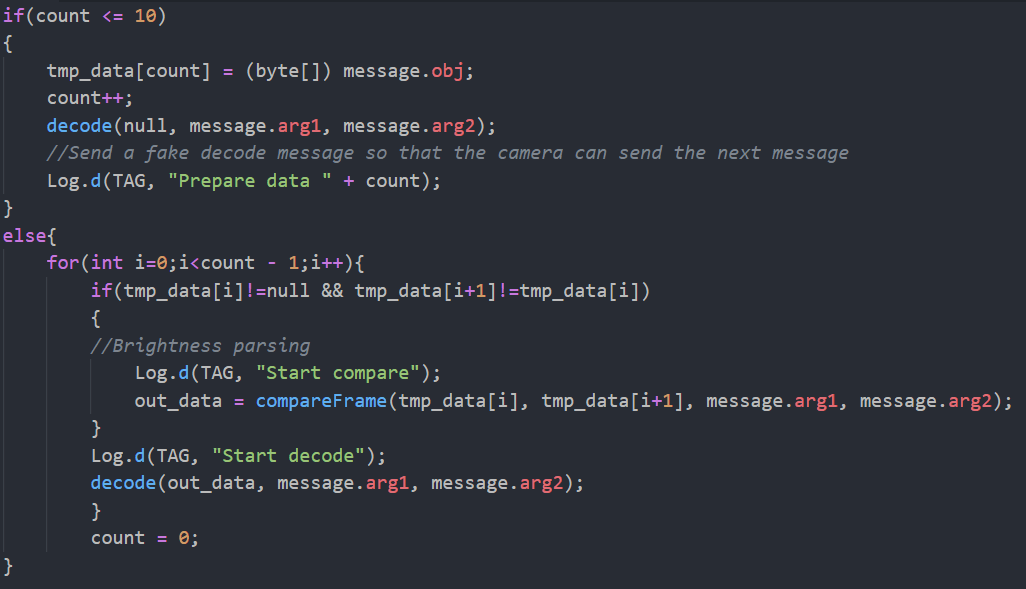 if(count <= 10)
{
    tmp_data[count] = (byte[]) message.obj;
    count++;
    decode(null, message.arg1, message.arg2);
    //Send a fake decode message so that the camera can send the next message
    Log.d(TAG, "Prepare data " + count);
}
else{
    for(int i=0;i<count - 1;i++){
        if(tmp_data[i]!=null && tmp_data[i+1]!=tmp_data[i])
        {
        //Brightness parsing
            Log.d(TAG, "Start compare");
            out_data = compareFrame(tmp_data[i], tmp_data[i+1], message.arg1, message.arg2);
        }
        Log.d(TAG, "Start decode");
        decode(out_data, message.arg1, message.arg2);
        }
        count = 0;
}